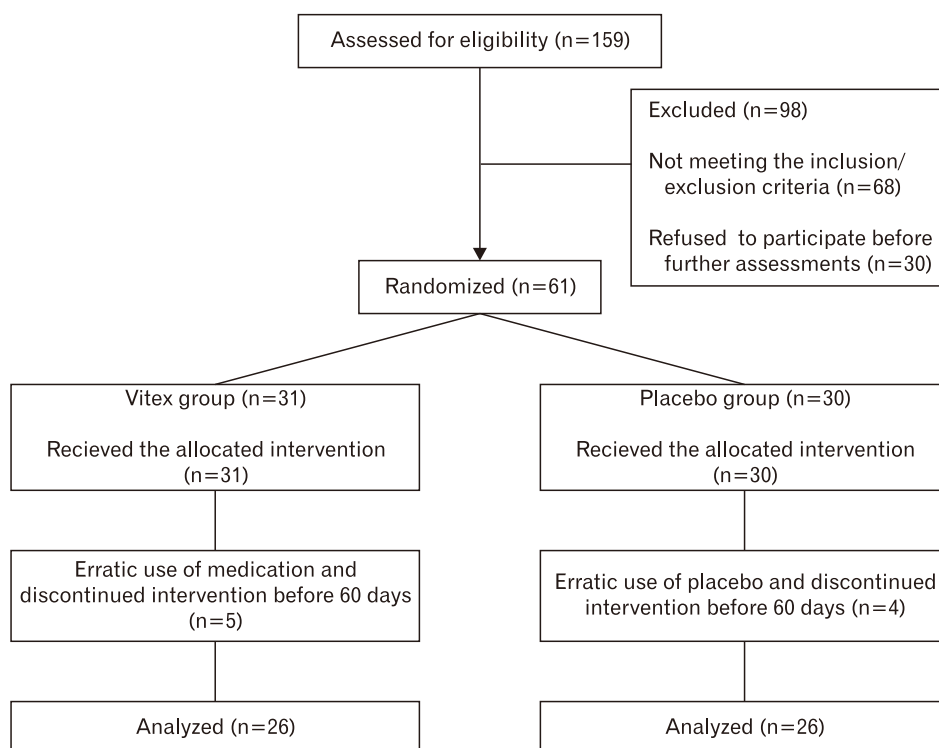 Assessed for eligibility (n=159)
Excluded (n=98)
Not meeting the inclusion/
exclusion criteria (n=68)
Refused to participate before
further assessments (n=30)
Randomized (n=61)
Vitex group (n=31)
Recieved the allocated intervention
(n=31)
Placebo group (n=30)
Recieved the allocated intervention
(n=30)
Erratic use of medication and
discontinued intervention before 60 days
(n=5)
Erratic use of placebo and discontinued
intervention before 60 days (n=4)
Analyzed (n=26)
Analyzed (n=26)